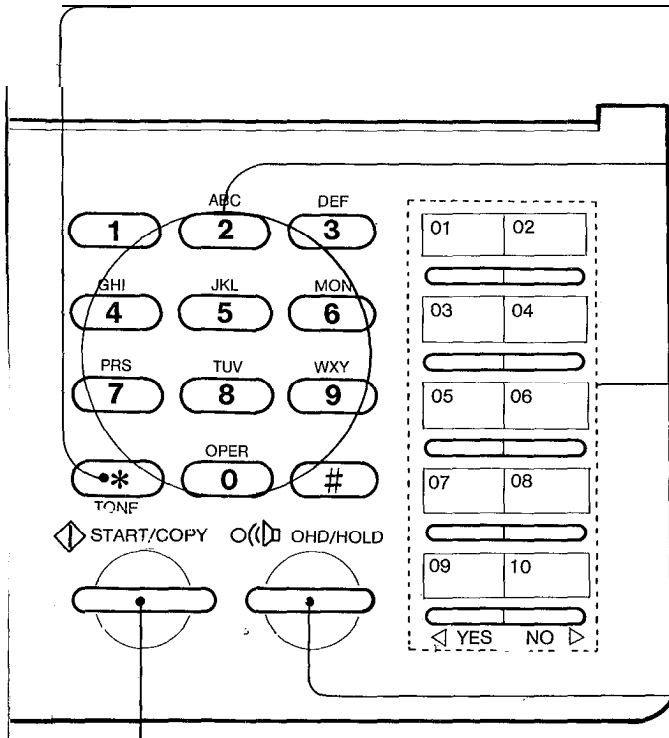 ABC DEF
1 2 3
GHI JKL MON
4 5 6
PRS TUV WXY
7 8 9
OPER
* 0 #
TONE
START/COPY OHD/HOLD
01 02
03 04
05 06
07 08
09 10
◁ YES NO ▷